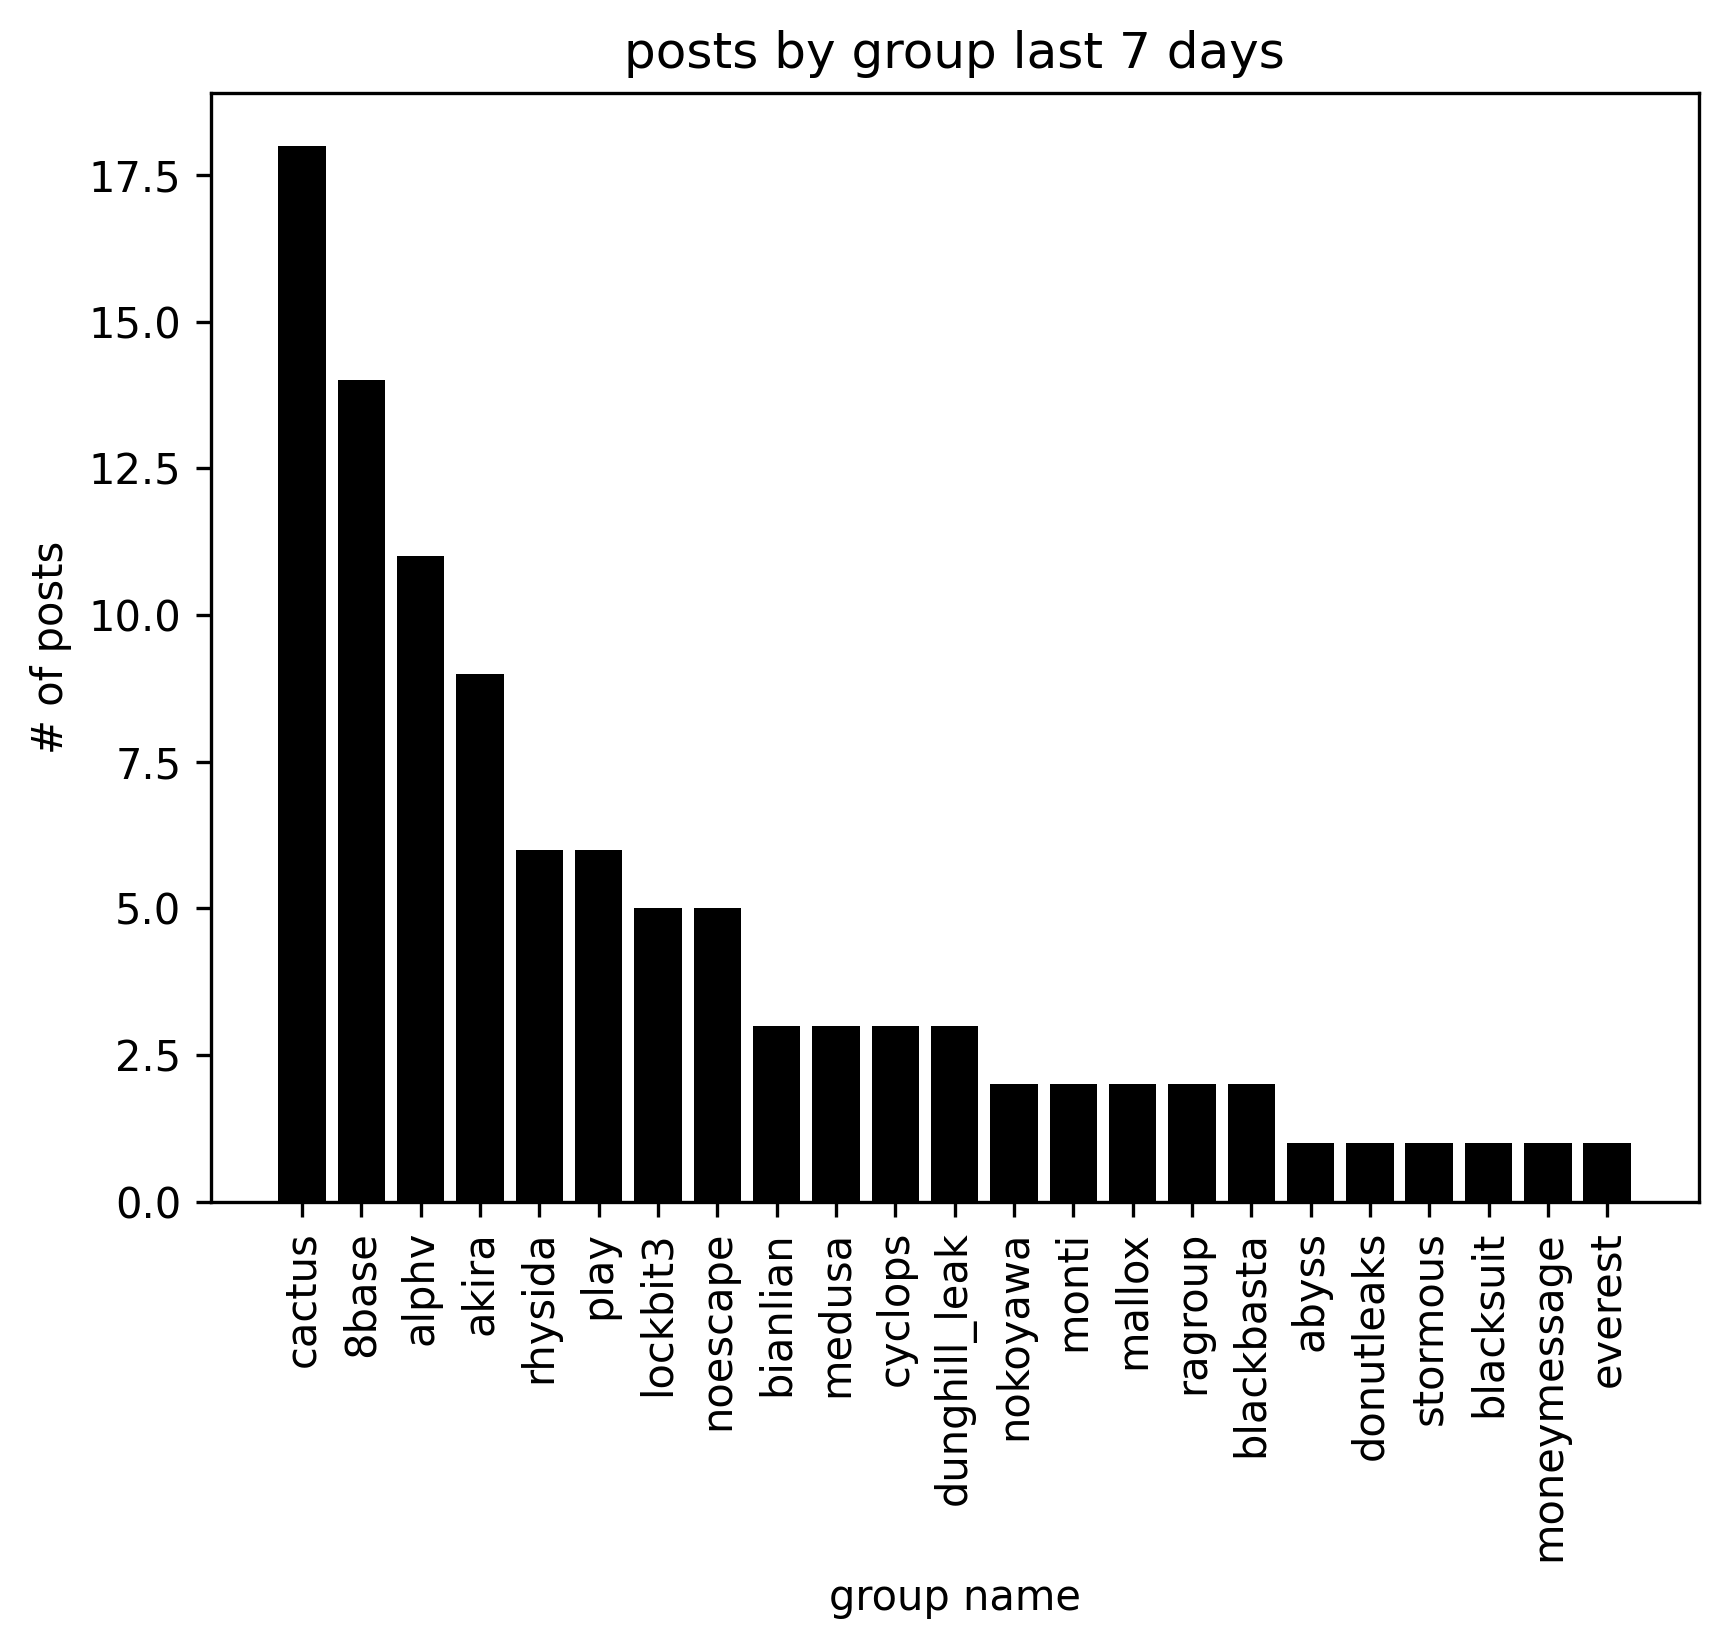 posts by group last 7 days
# of posts
17.5
15.0
12.5
10.0
7.5
5.0
2.5
0.0
cactus
8base
alphv
akira
rhysida
play
lockbit3
noescape
bianlian
medusa
cyclops
dunghill_leak
nokoyawa
monti
mallox
ragroup
blackbasta
abyss
donutleaks
stormous
blacksuit
moneymessage
everest
group name